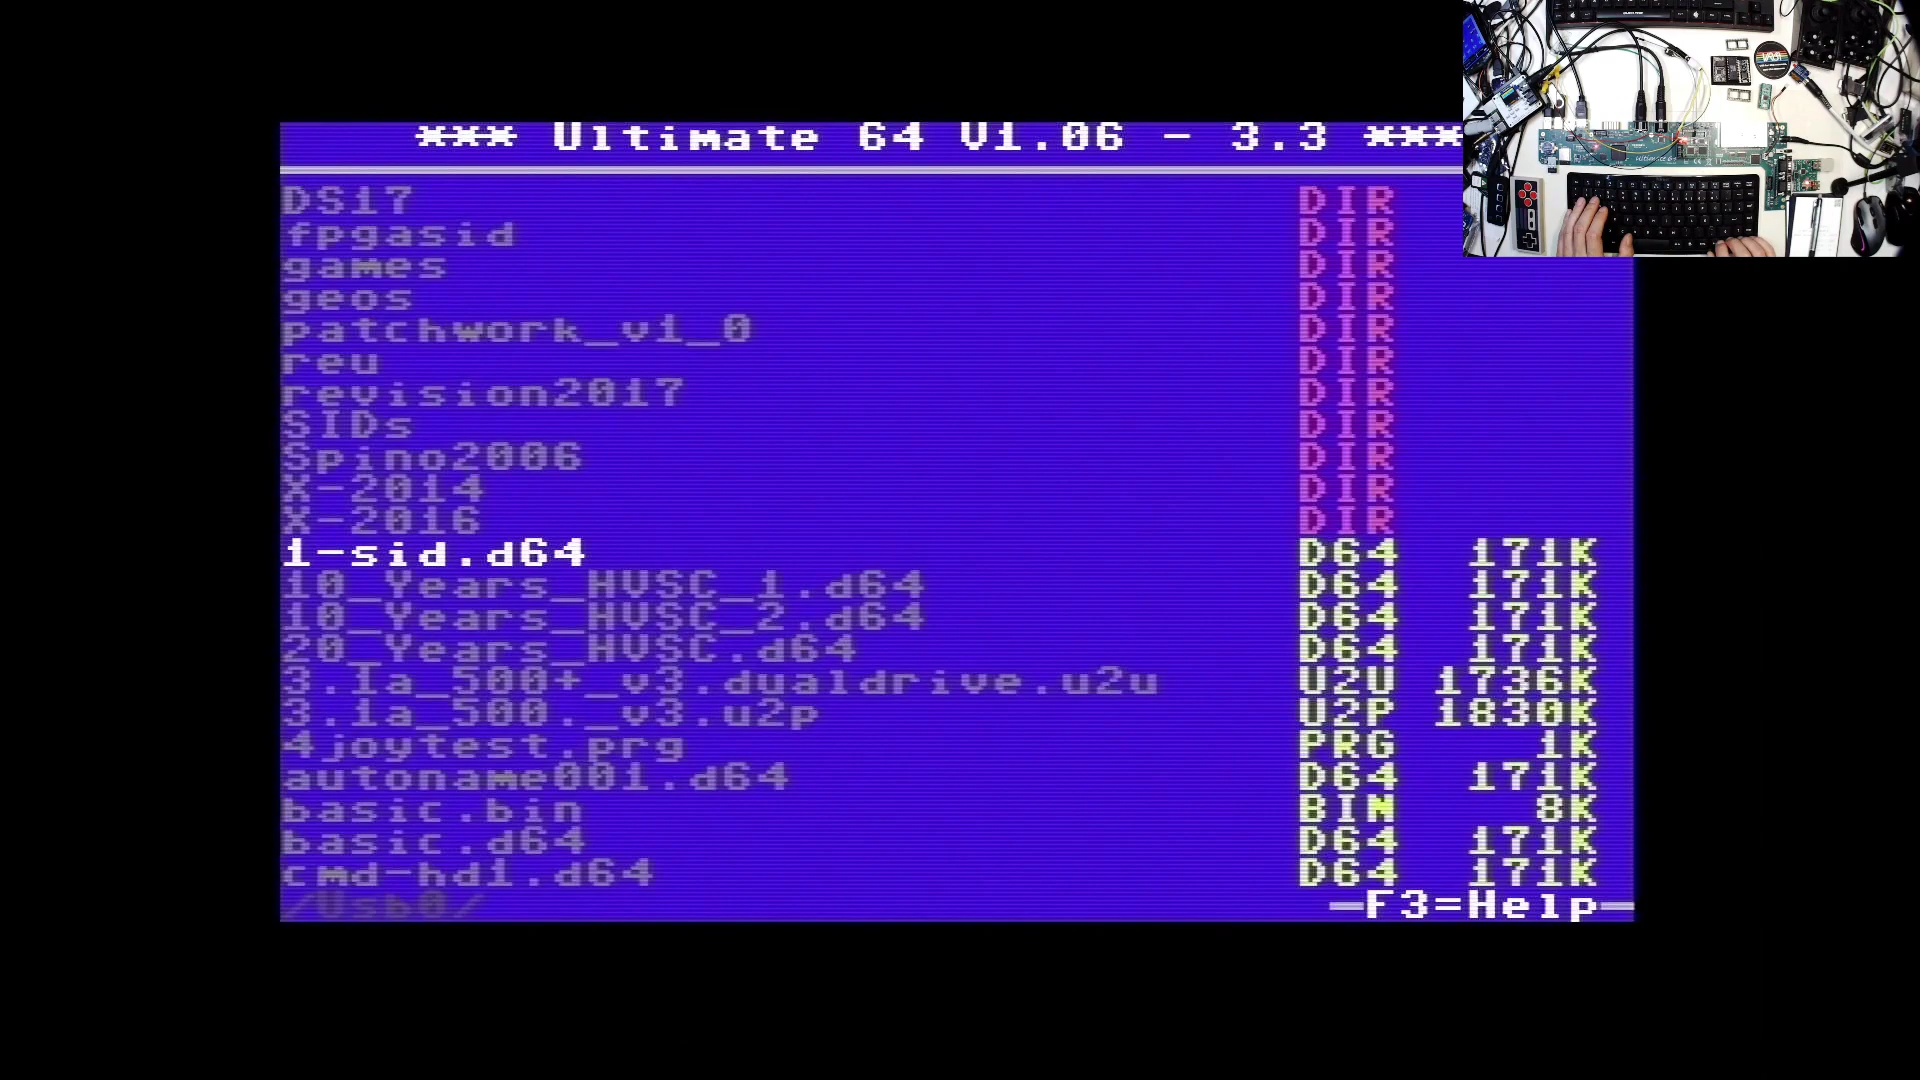 *** Ultimate 64 V1.06 - 3.3 ***
DS17 DIR
fpgasid DIR
games DIR
geos DIR
patchwork_v1_0 DIR
reu DIR
revision2017 DIR
SIDs DIR
Spino2006 DIR
X-2014 DIR
X-2016 DIR
1-sid.d64 D64 171K
10_Years_HVSC_1.d64 D64 171K
10_Years_HVSC_2.d64 D64 171K
20_Years_HVSC.d64 D64 171K
3.1a_500+_v3.dualdrive.u2u U2U 1736K
3.1a_500._v3.u2p U2P 1830K
4joytest.prg PRG 1K
autoname001.d64 D64 171K
basic.bin BIN 8K
basic.d64 D64 171K
cmd-hd1.d64 D64 171K
/Usb0/ F3=Help